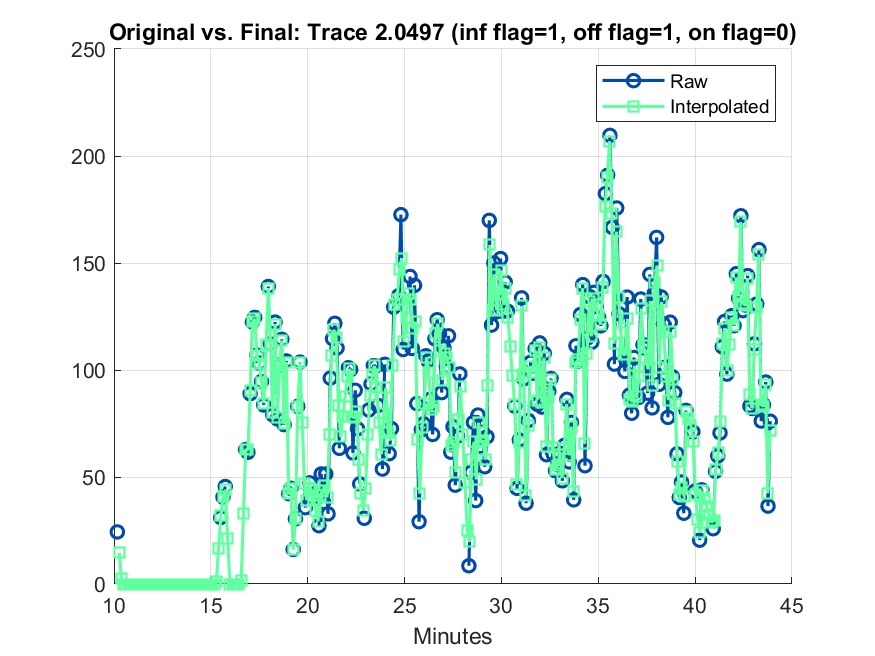 Original vs. Final: Trace 2.0497 (inf flag=1, off flag=1, on flag=0)
250
200
150
100
50
0
Raw
Interpolated
10 15 20 25 30 35 40 45
Minutes